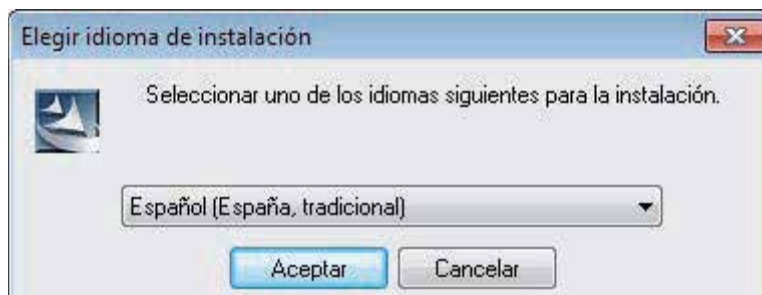 Elegir idioma de instalación
Seleccionar uno de los idiomas siguientes para la instalación.
Español (España, tradicional)
Aceptar
Cancelar